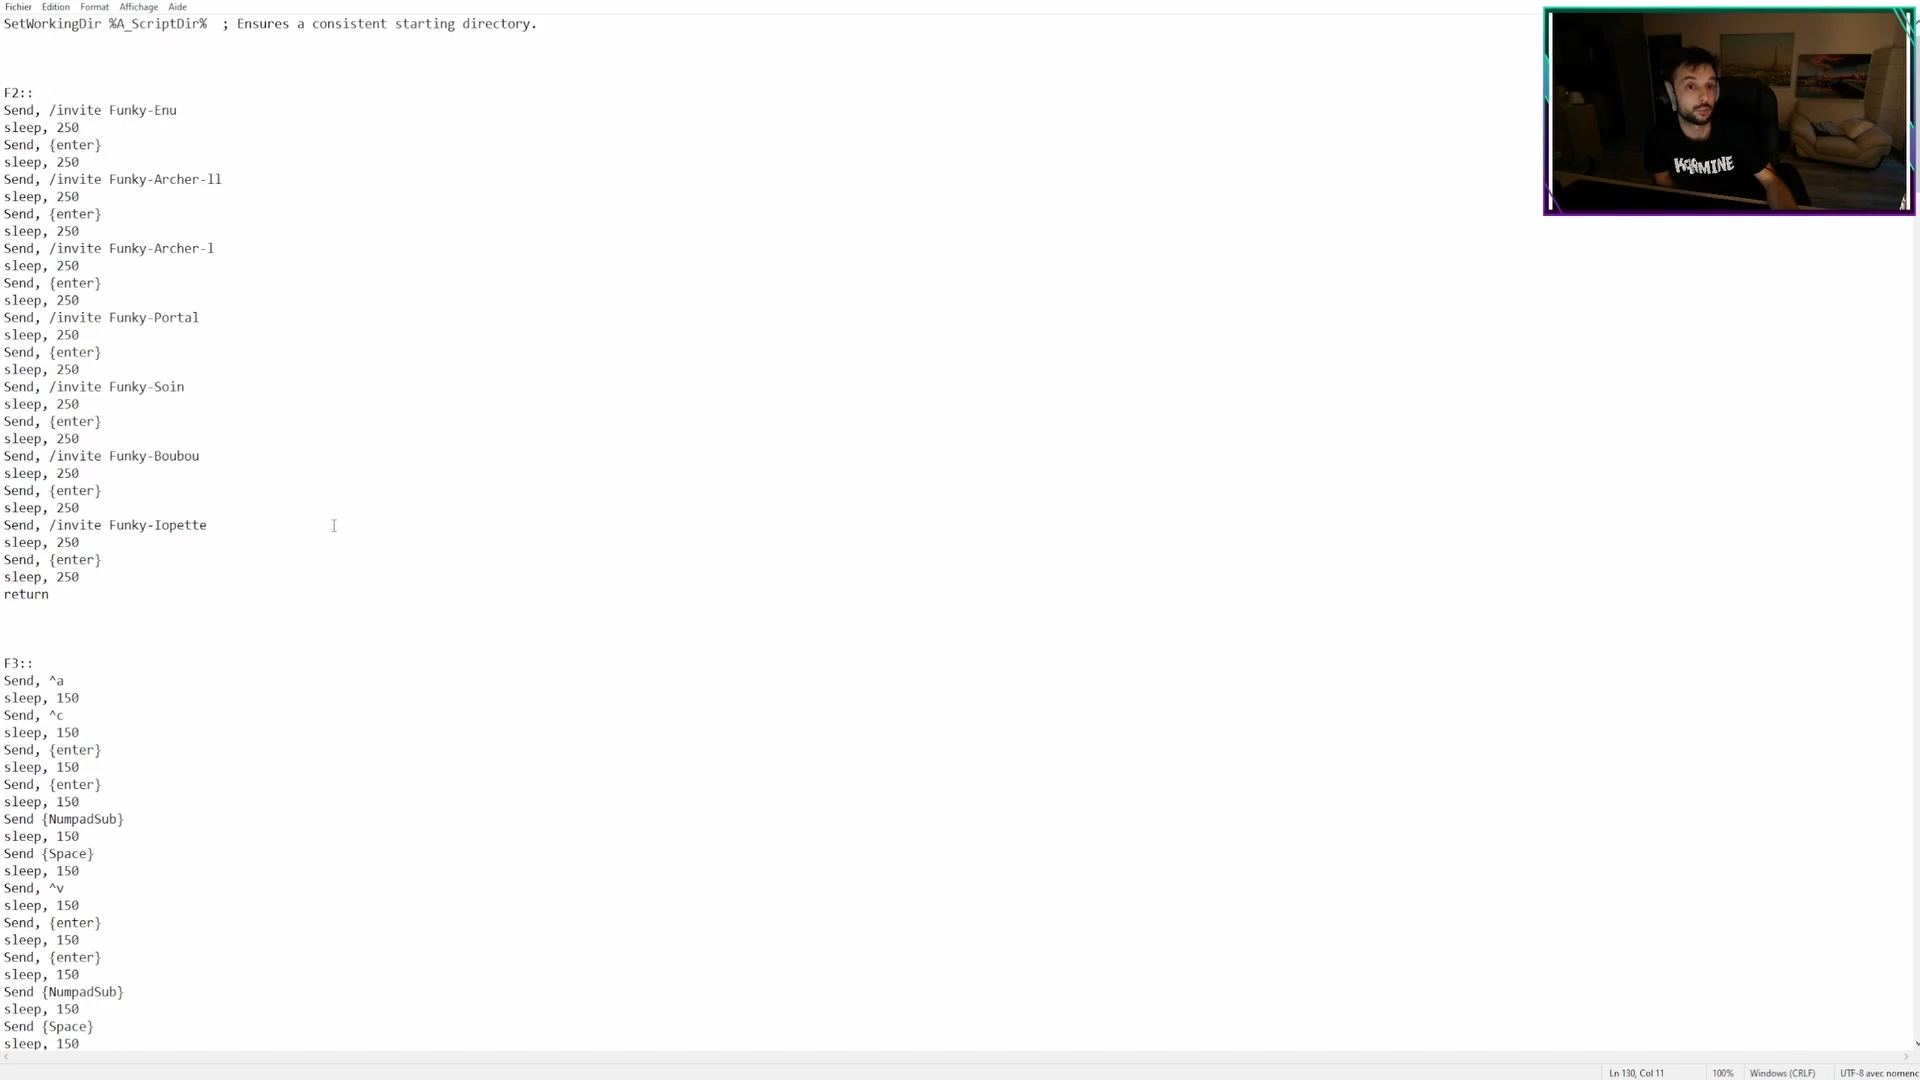 Fichier Edition Format Affichage Aide
SetWorkingDir %A_ScriptDir%  ; Ensures a consistent starting directory.
F2::
Send, /invite Funky-Enu
sleep, 250
Send, {enter}
sleep, 250
Send, /invite Funky-Archer-ll
sleep, 250
Send, {enter}
sleep, 250
Send, /invite Funky-Archer-l
sleep, 250
Send, {enter}
sleep, 250
Send, /invite Funky-Portal
sleep, 250
Send, {enter}
sleep, 250
Send, /invite Funky-Soin
sleep, 250
Send, {enter}
sleep, 250
Send, /invite Funky-Boubou
sleep, 250
Send, {enter}
sleep, 250
Send, /invite Funky-Iopette
sleep, 250
Send, {enter}
sleep, 250
return
F3::
Send, ^a
sleep, 150
Send, ^c
sleep, 150
Send, {enter}
sleep, 150
Send, {enter}
sleep, 150
Send {NumpadSub}
sleep, 150
Send {Space}
sleep, 150
Send, ^v
sleep, 150
Send, {enter}
sleep, 150
Send, {enter}
sleep, 150
Send {NumpadSub}
sleep, 150
Send {Space}
sleep, 150
Ln 130, Col 11 100% Windows (CRLF) UTF-8 avec nomenc